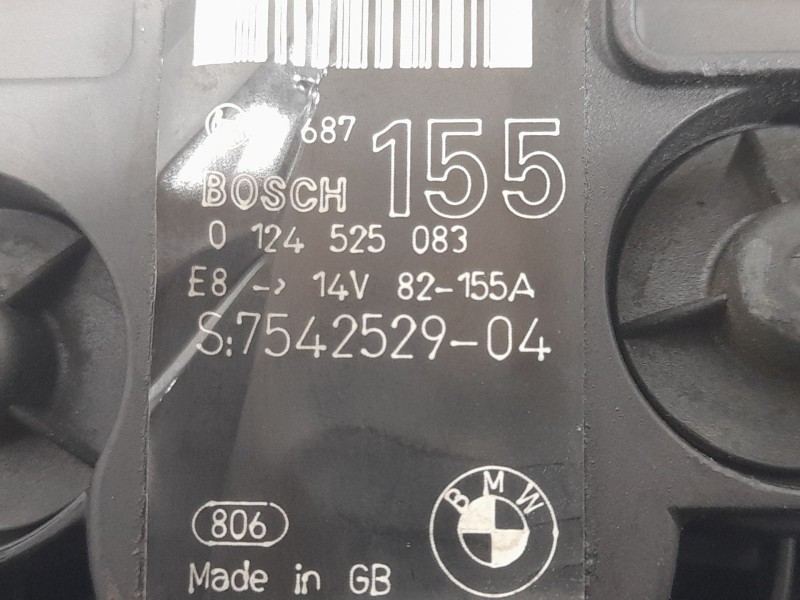 687
155
BOSCH
0 124 525 083
E8 -> 14V 82-155A
S:7542529-04
806
BMW
Made in GB